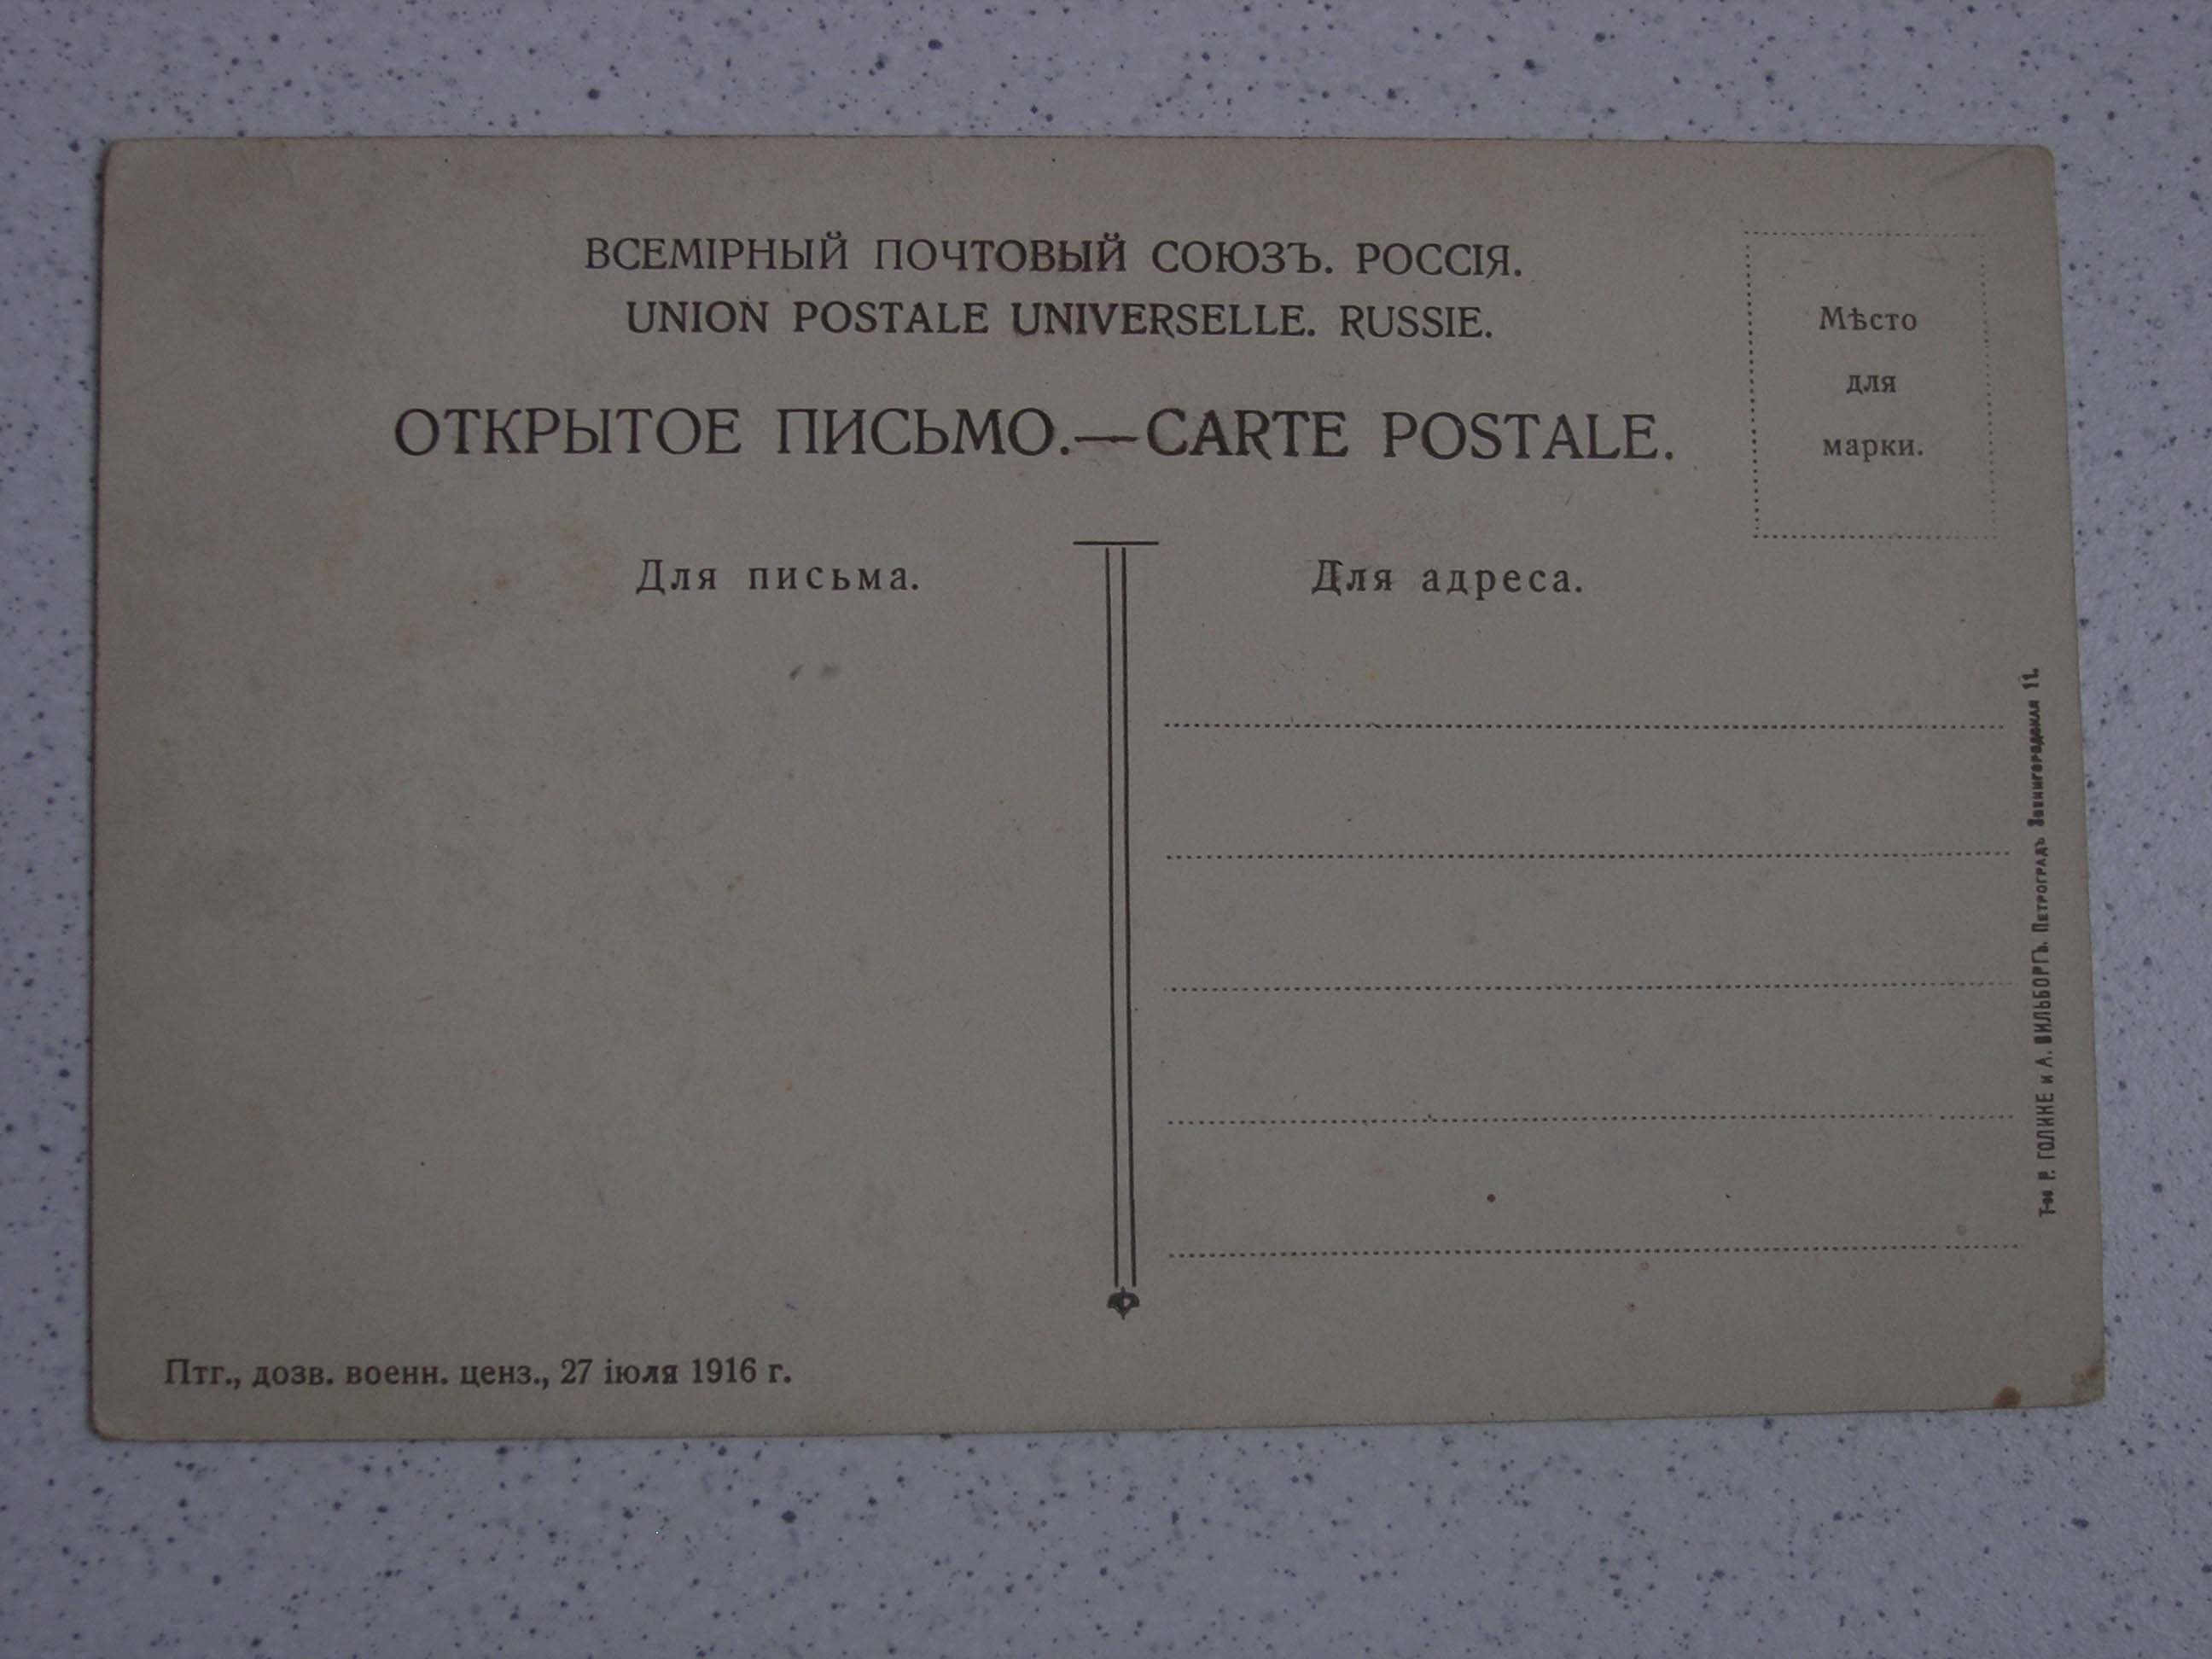 ВСЕМІРНЫЙ ПОЧТОВЫЙ СОЮЗЪ. РОССІЯ.
UNION POSTALE UNIVERSELLE. RUSSIE.
ОТКРЫТОЕ ПИСЬМО.—CARTE POSTALE.
Мѣсто
для
марки.
Для письма.
Для адреса.
Т-во Р. ГОЛИКЕ и А. ВИЛЬБОРГЪ. Петроградъ Звенигородская 11.
Птг., дозв. военн. ценз., 27 іюля 1916 г.